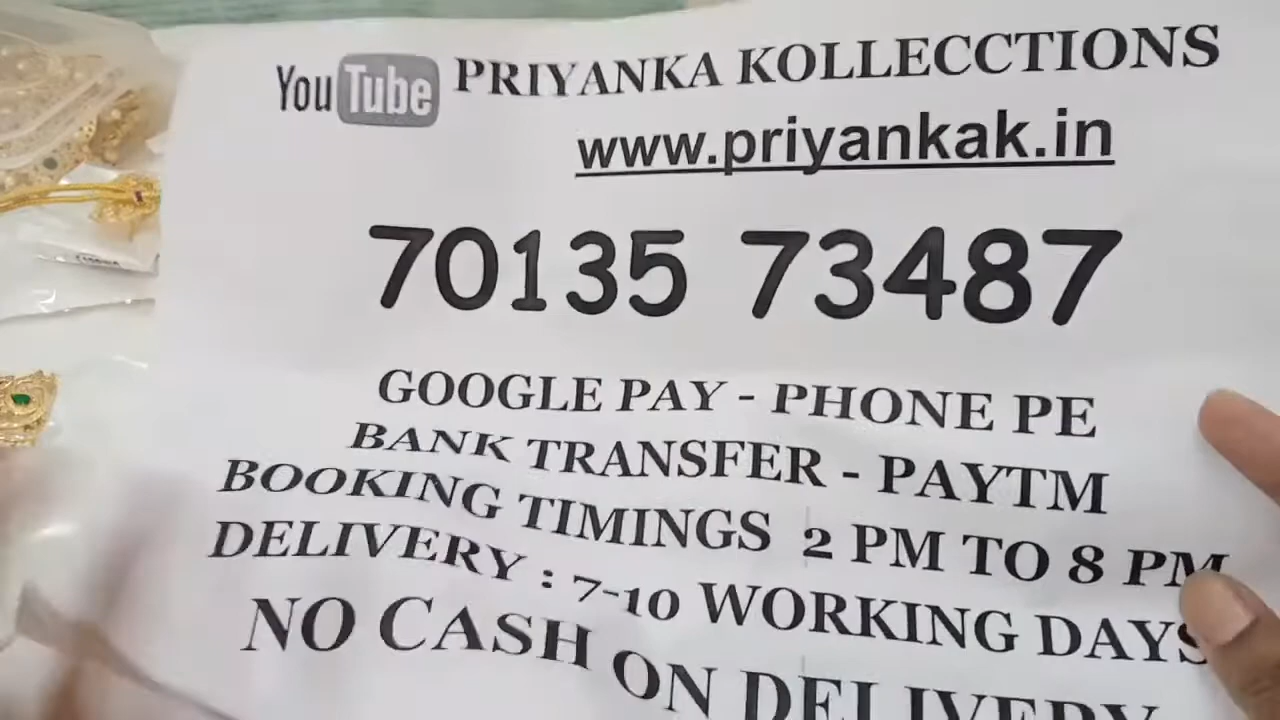 YouTube PRIYANKA KOLLECCTIONS
www.priyankak.in
70135 73487
GOOGLE PAY - PHONE PE
BANK TRANSFER - PAYTM
BOOKING TIMINGS 2 PM TO 8 PM
DELIVERY : 7-10 WORKING DAYS
NO CASH ON DELIVERY